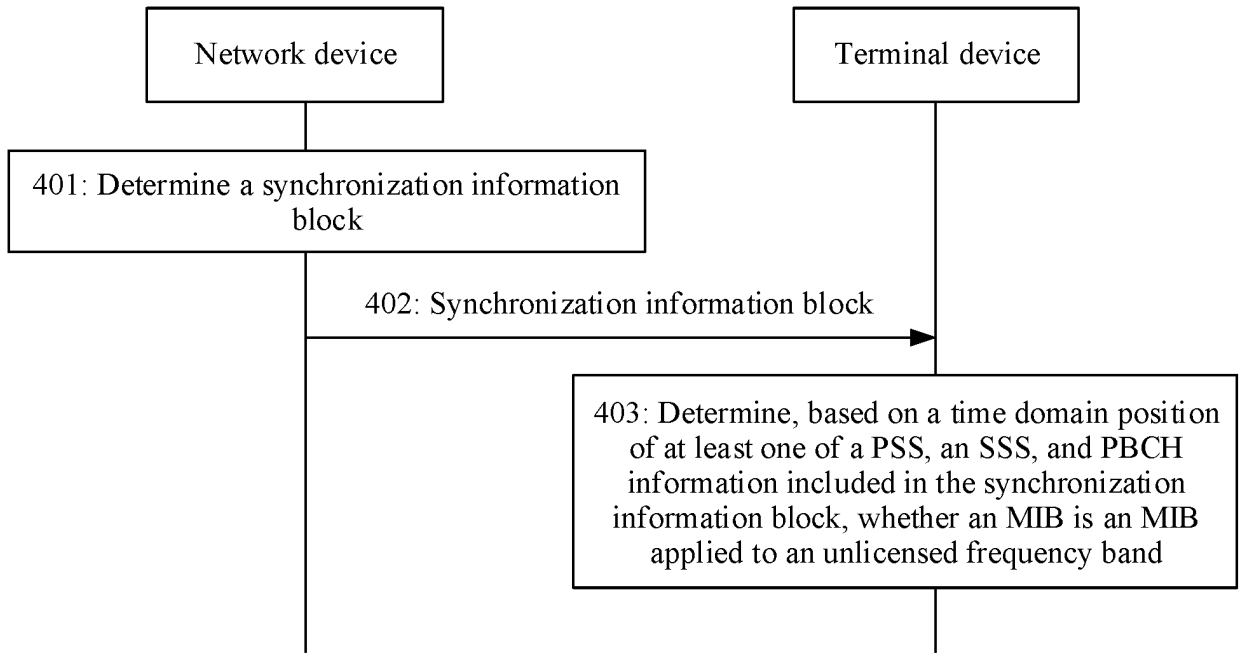 Network device
Terminal device
401: Determine a synchronization information
block
402: Synchronization information block
403: Determine, based on a time domain position
of at least one of a PSS, an SSS, and PBCH
information included in the synchronization
information block, whether an MIB is an MIB
applied to an unlicensed frequency band